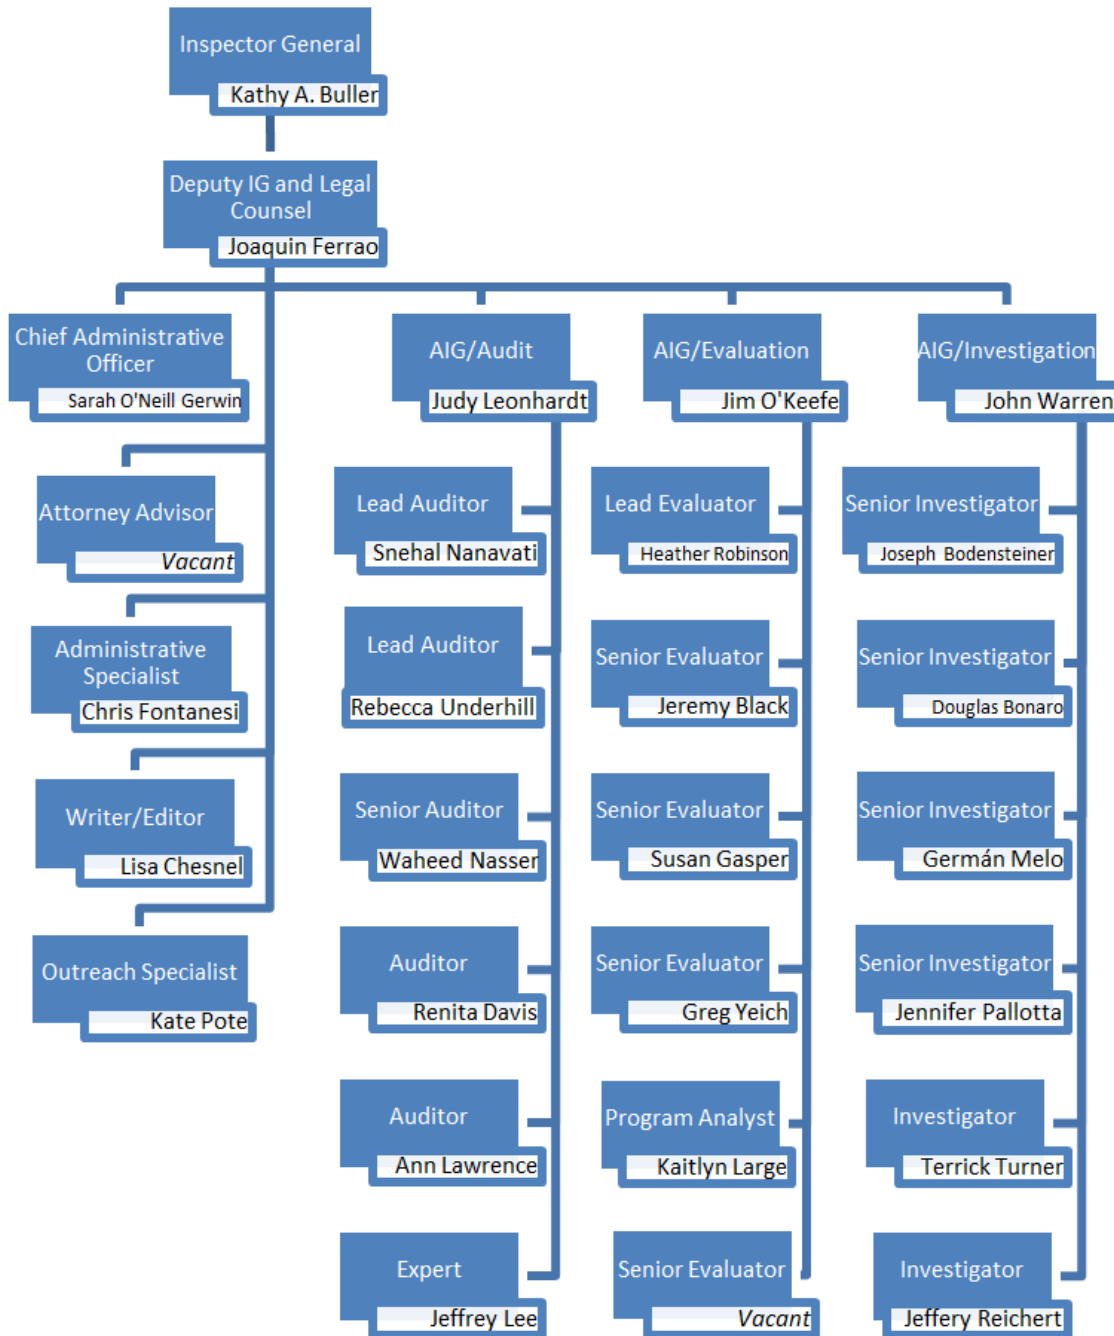 Inspector General
Kathy A. Buller
Deputy IG and Legal
Counsel
Joaquin Ferrao
Chief Administrative
Officer
Sarah O'Neill Gerwin
AIG/Audit
Judy Leonhardt
AIG/Evaluation
Jim O'Keefe
AIG/Investigation
John Warren
Attorney Advisor
Vacant
Administrative
Specialist
Chris Fontanesi
Writer/Editor
Lisa Chesnel
Outreach Specialist
Kate Pote
Lead Auditor
Snehal Nanavati
Lead Auditor
Rebecca Underhill
Senior Auditor
Waheed Nasser
Auditor
Renita Davis
Auditor
Ann Lawrence
Expert
Jeffrey Lee
Lead Evaluator
Heather Robinson
Senior Evaluator
Jeremy Black
Senior Evaluator
Susan Gasper
Senior Evaluator
Greg Yeich
Program Analyst
Kaitlyn Large
Senior Evaluator
Vacant
Senior Investigator
Joseph Bodensteiner
Senior Investigator
Douglas Bonaro
Senior Investigator
Germán Melo
Senior Investigator
Jennifer Pallotta
Investigator
Terrick Turner
Investigator
Jeffery Reichert